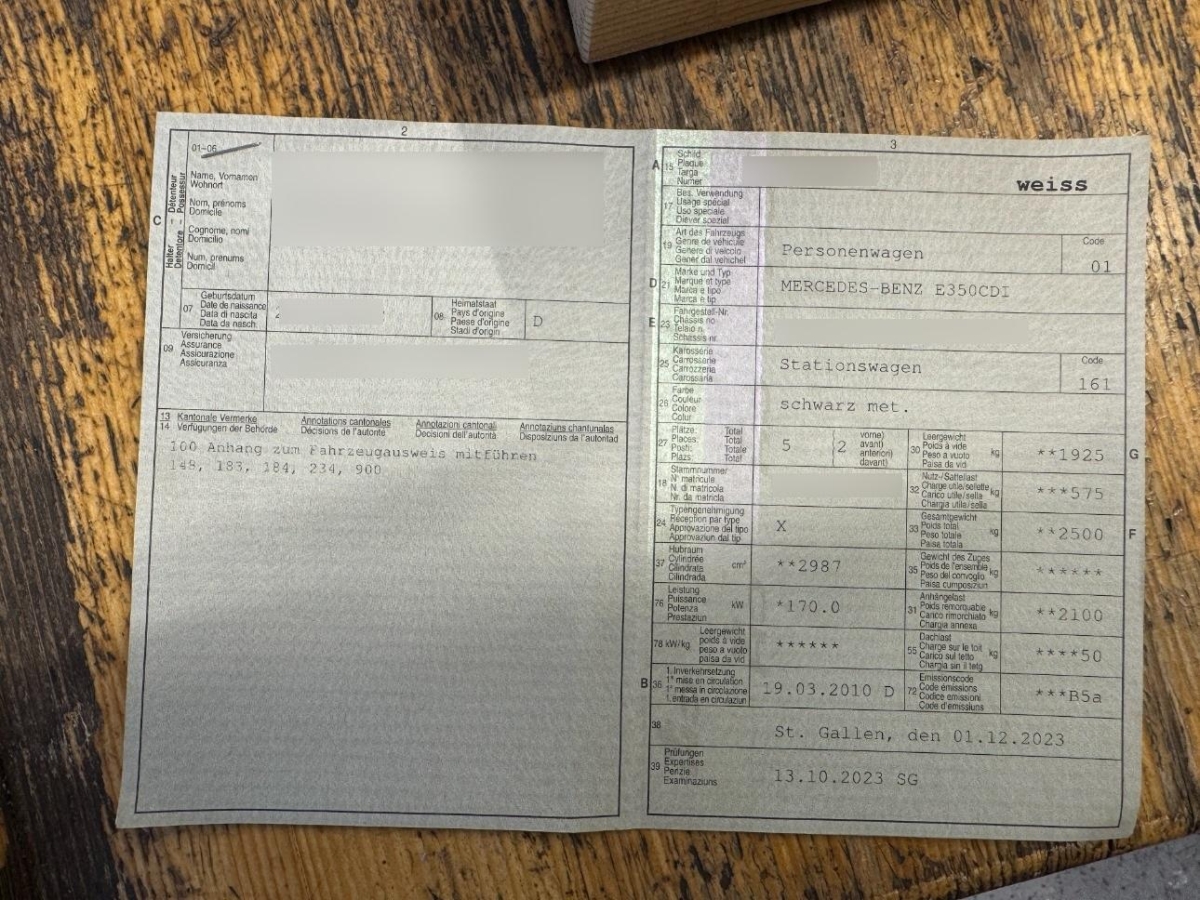 2
01-06
Halter - Détenteur
Detentore - Possessur
C
Name, Vornamen
Wohnort
Nom, prénoms
Domicile
Cognome, nomi
Domicilio
Num, prenums
Domicil
07
Geburtsdatum
Date de naissance
Data di nascita
Data da nasch.
08
Heimatstaat
Pays d'origine
Paese d'origine
Stadi d'origin
D
09
Versicherung
Assurance
Assicurazione
Assicuranza
13 Kantonale Vermerke Annotations cantonales Annotazioni cantonali Annotaziuns chantunalas
14 Verfügungen der Behörde Décisions de l'autorité Decisioni dell'autorità Disposiziuns da l'autoritad
100 Anhang zum Fahrzeugausweis mitführen
148, 183, 184, 234, 900
3
A 15
Schild
Plaque
Targa
Numer
weiss
17
Bes. Verwendung
Usage spécial
Uso speciale
Diever spezial
19
Art des Fahrzeugs
Genre de véhicule
Genere di veicolo
Gener dal vehichel
Personenwagen
Code
01
D 21
Marke und Typ
Marque et type
Marca e tipo
Marca e tip
MERCEDES-BENZ E350CDI
E 23
Fahrgestell-Nr.
Châssis no
Telaio n.
Schassis nr.
25
Karosserie
Carrosserie
Carrozzeria
Carossaria
Stationswagen
Code
161
26
Farbe
Couleur
Colore
Colur
schwarz met.
27
Plätze: Total
Places: Total
Posti: Totale
Plazs: Total
5
2
vorne)
avant)
anteriori)
davant)
30
Leergewicht
Poids à vide
Peso a vuoto
Paisa da vid
kg
**1925
G
18
Stammnummer
N° matricule
N. di matricola
Nr. da matricla
32
Nutz-/Sattellast
Charge utile/sellette
Carico utile/sella
Chargia utila/sella
kg
***575
24
Typengenehmigung
Réception par type
Approvazione del tipo
Approvaziun dal tip
X
33
Gesamtgewicht
Poids total
Peso totale
Paisa totala
kg
**2500
F
37
Hubraum
Cylindrée
Cilindrata
Cilindrada
cm³
**2987
35
Gewicht des Zuges
Poids de l'ensemble
Peso del convoglio
Paisa cumposiziun
kg
******
76
Leistung
Puissance
Potenza
Prestaziun
kW
*170.0
31
Anhängelast
Poids remorquable
Carico rimorchiato
Chargia annexa
kg
**2100
78 kW/kg
Leergewicht
poids à vide
peso a vuoto
paisa da vid
******
55
Dachlast
Charge sur le toit
Carico sul tetto
Chargia sin il tetg
kg
****50
B 36
1. Inverkehrsetzung
1re mise en circulation
1a messa in circolazione
1. entrada en circulaziun
19.03.2010 D
72
Emissionscode
Code émissions
Codice emissioni
Code d'emissiuns
***B5a
38
St. Gallen, den 01.12.2023
39
Prüfungen
Expertises
Perizie
Examinaziuns
13.10.2023 SG